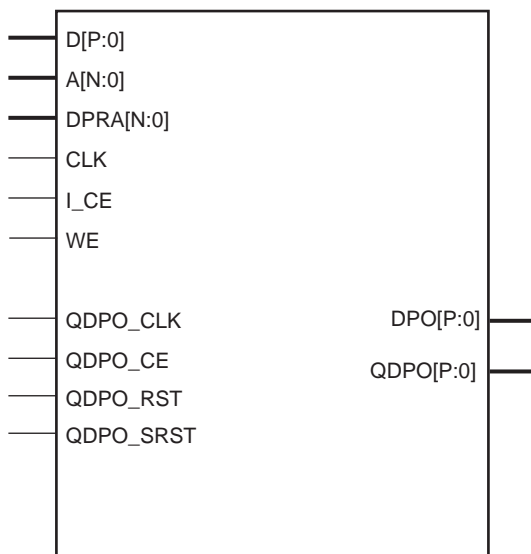 D[P:0]
A[N:0]
DPRA[N:0]
CLK
I_CE
WE
QDPO_CLK
QDPO_CE
QDPO_RST
QDPO_SRST
DPO[P:0]
QDPO[P:0]